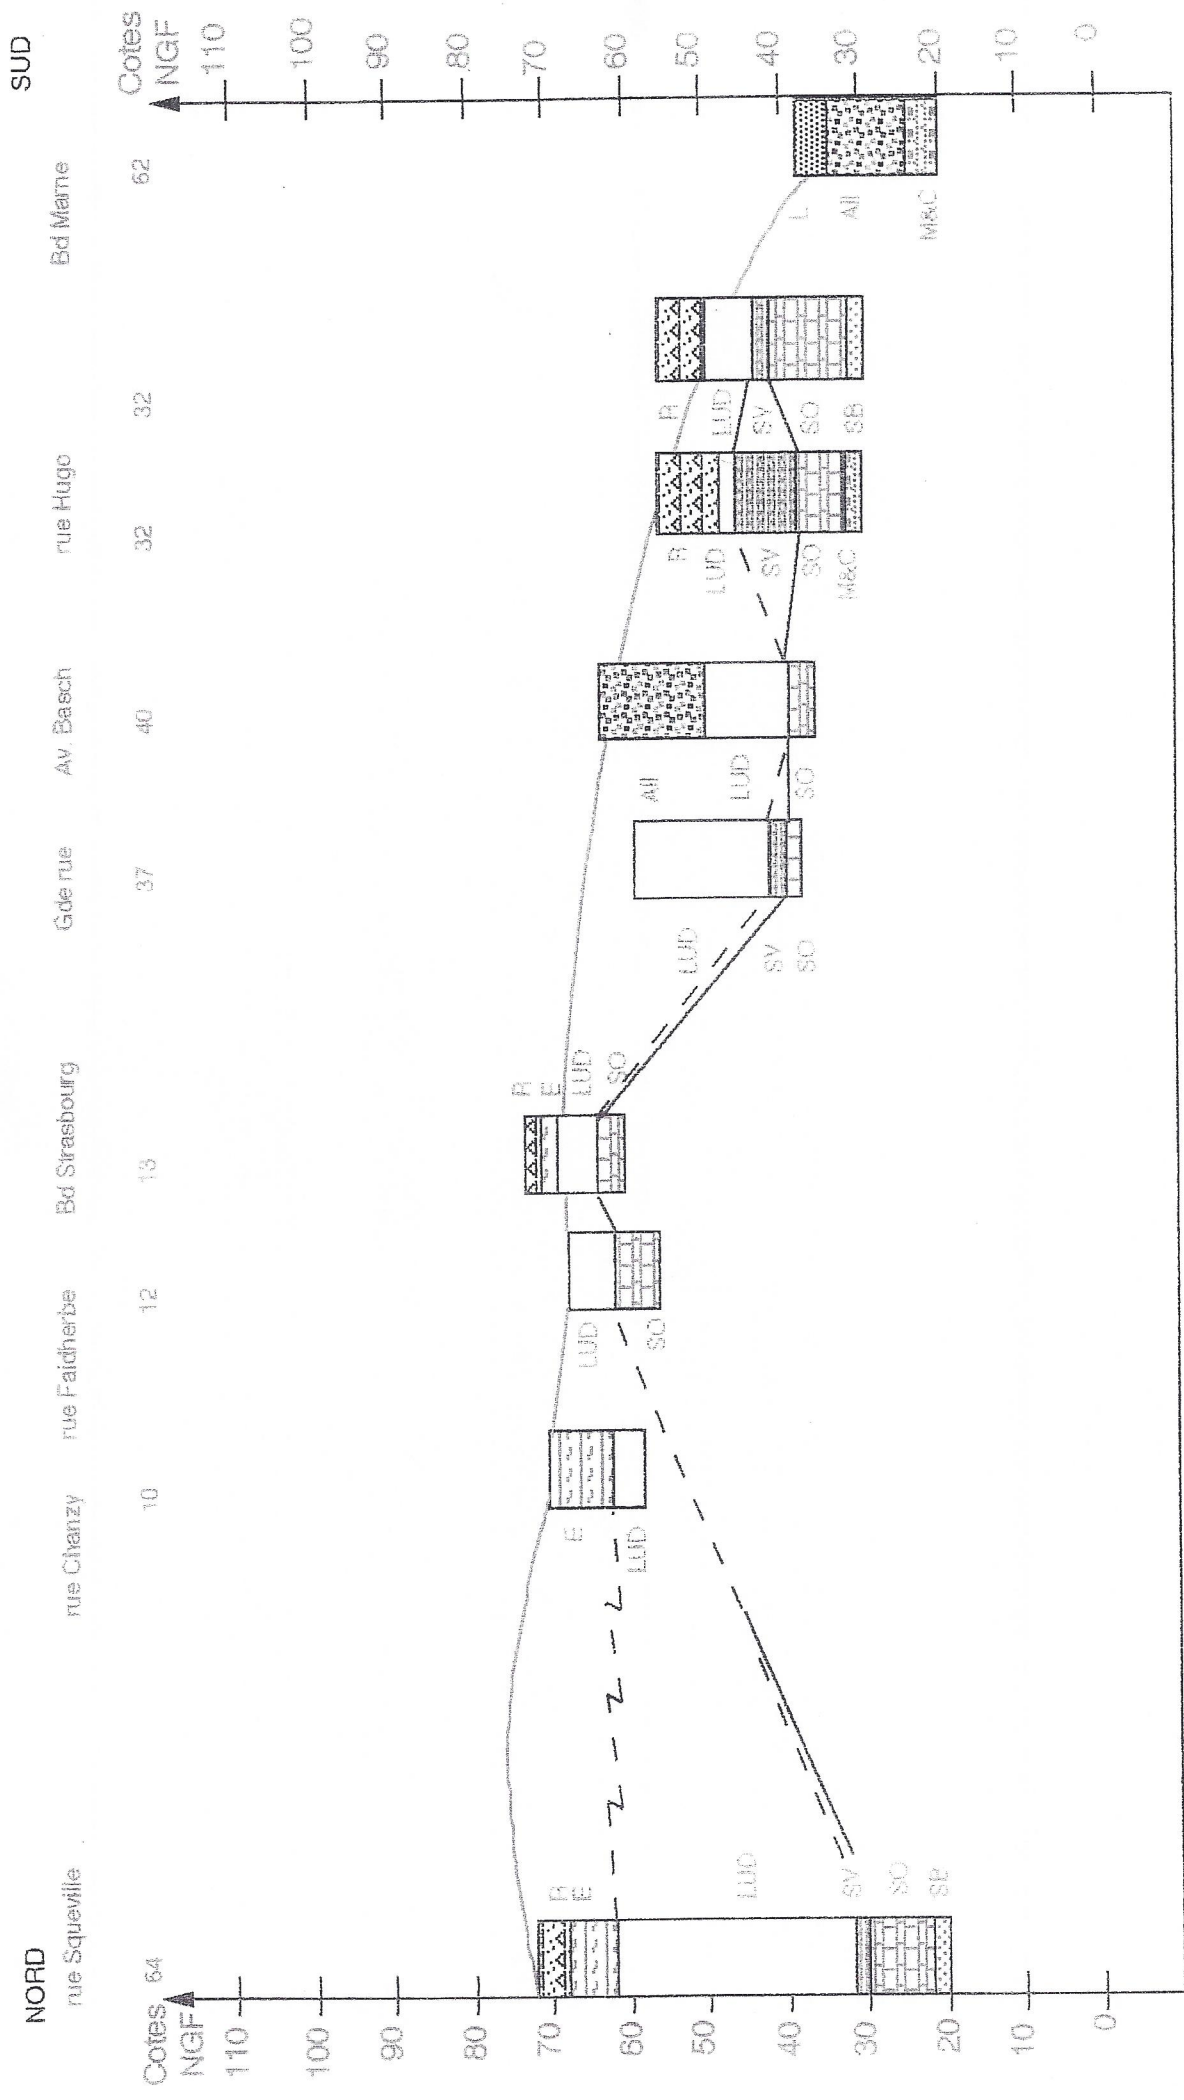 NORD
SUD
rue Squeville
rue Chanzy
rue Faidherbe
Bd Strasbourg
Gde rue
Av. Basch
rue Hugo
Bd Marne
64
10
12
13
37
40
32
32
62
Cotes
NGF
110
100
90
80
70
60
50
40
30
20
10
0
R
E
LUD
SV
SO
SB
E
LUD
LUD
SO
R
E
LUD
SO
LUD
SV
SO
All
LUD
SO
R
LUD
SV
SO
M&C
R
LUD
SV
SO
SB
L
All
M&C
Cotes
NGF
110
100
90
80
70
60
50
40
30
20
10
0